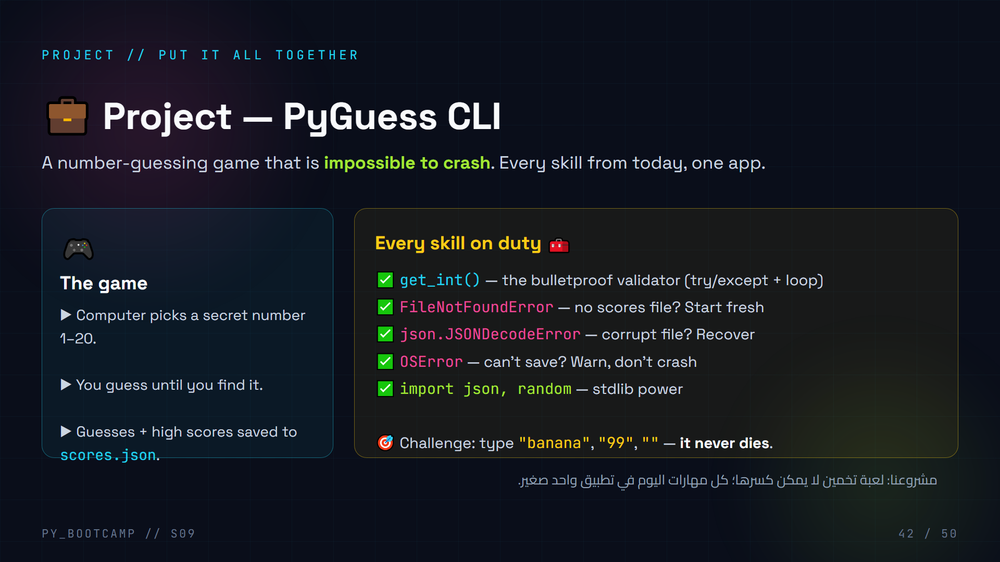 PROJECT // PUT IT ALL TOGETHER
💼 Project — PyGuess CLI
A number-guessing game that is impossible to crash. Every skill from today, one app.
🎮
The game
▶ Computer picks a secret number
1–20.
▶ You guess until you find it.
▶ Guesses + high scores saved to
scores.json.
Every skill on duty 🧰
✅ get_int() — the bulletproof validator (try/except + loop)
✅ FileNotFoundError — no scores file? Start fresh
✅ json.JSONDecodeError — corrupt file? Recover
✅ OSError — can’t save? Warn, don’t crash
✅ import json, random — stdlib power
🎯 Challenge: type "banana", "99", "" — it never dies.
مشروعنا: لعبة تخمين لا يمكن كسرها؛ كل مهارات اليوم في تطبيق واحد صغير.
PY_BOOTCAMP // S09
42 / 50